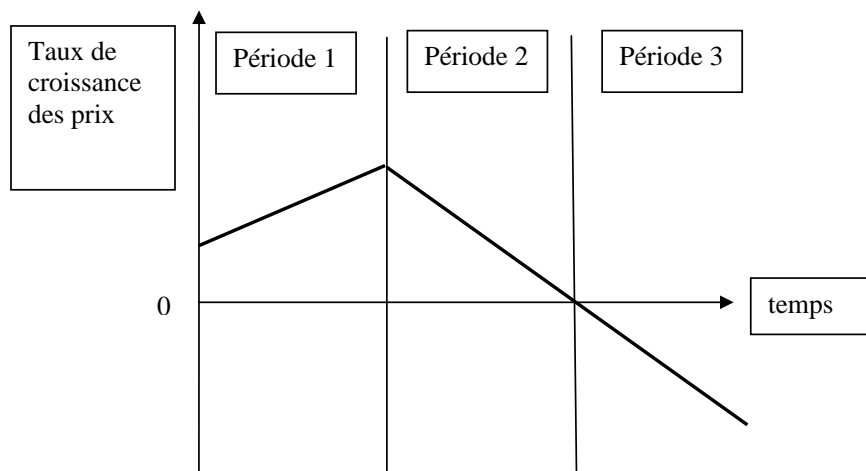 Taux de
croissance
des prix
Période 1
Période 2
Période 3
0
temps